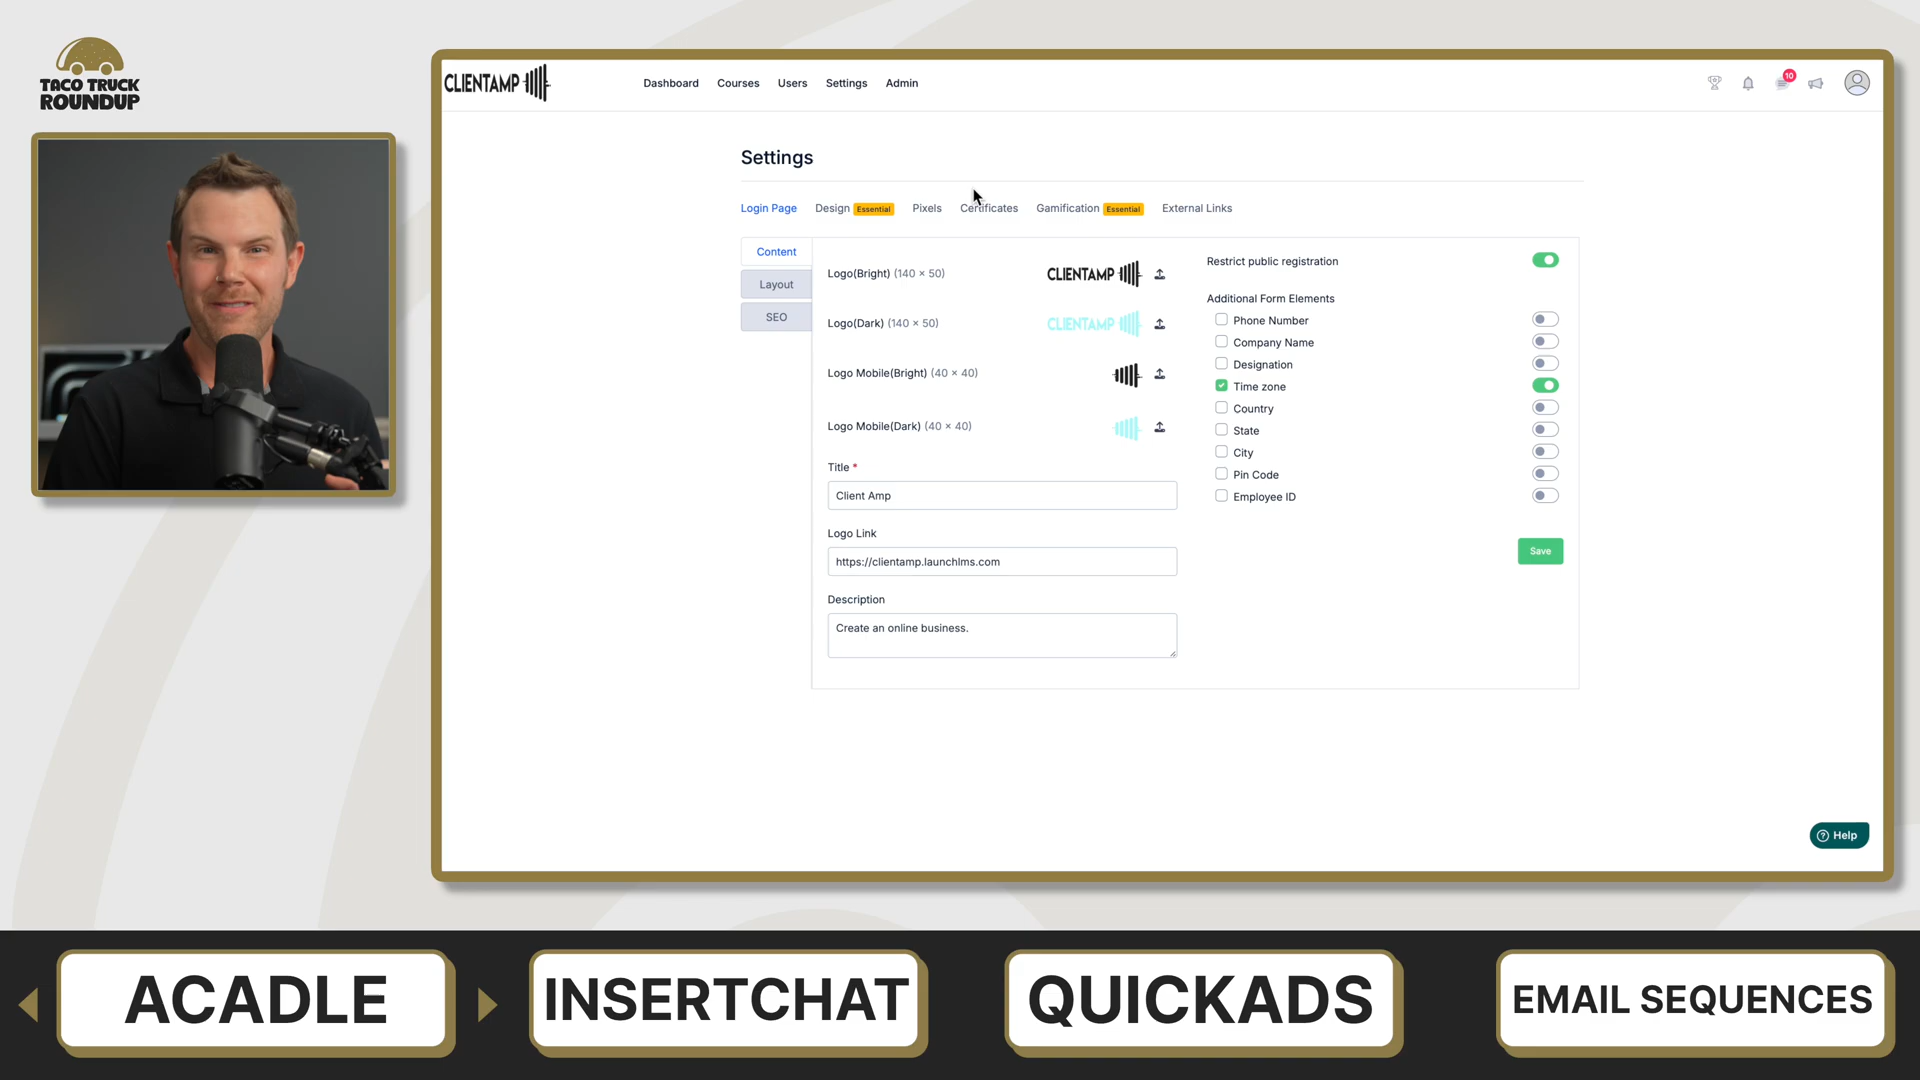 TACO TRUCK
ROUNDUP
CLIENTAMP
Dashboard
Courses
Users
Settings
Admin
10
Settings
Login Page
Design
Essential
Pixels
Certificates
Gamification
Essential
External Links
Content
Layout
SEO
Logo(Bright) (140 × 50)
CLIENTAMP
Logo(Dark) (140 × 50)
CLIENTAMP
Logo Mobile(Bright) (40 × 40)
Logo Mobile(Dark) (40 × 40)
Title *
Client Amp
Logo Link
https://clientamp.launchlms.com
Description
Create an online business.
Restrict public registration
Additional Form Elements
Phone Number
Company Name
Designation
Time zone
Country
State
City
Pin Code
Employee ID
Save
Help
ACADLE
INSERTCHAT
QUICKADS
EMAIL SEQUENCES